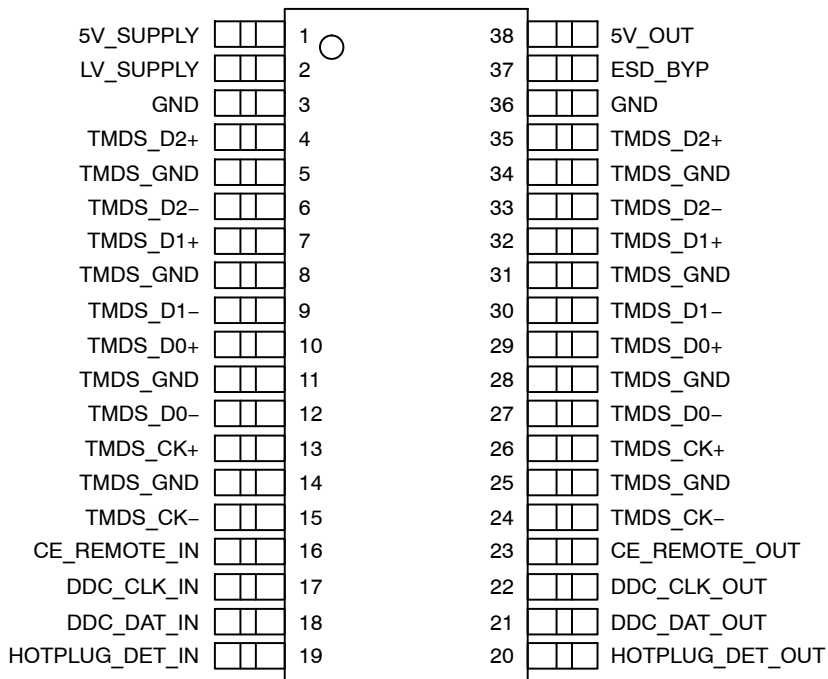 5V_SUPPLY 1 38 5V_OUT
LV_SUPPLY 2 37 ESD_BYP
GND 3 36 GND
TMDS_D2+ 4 35 TMDS_D2+
TMDS_GND 5 34 TMDS_GND
TMDS_D2− 6 33 TMDS_D2−
TMDS_D1+ 7 32 TMDS_D1+
TMDS_GND 8 31 TMDS_GND
TMDS_D1− 9 30 TMDS_D1−
TMDS_D0+ 10 29 TMDS_D0+
TMDS_GND 11 28 TMDS_GND
TMDS_D0− 12 27 TMDS_D0−
TMDS_CK+ 13 26 TMDS_CK+
TMDS_GND 14 25 TMDS_GND
TMDS_CK− 15 24 TMDS_CK−
CE_REMOTE_IN 16 23 CE_REMOTE_OUT
DDC_CLK_IN 17 22 DDC_CLK_OUT
DDC_DAT_IN 18 21 DDC_DAT_OUT
HOTPLUG_DET_IN 19 20 HOTPLUG_DET_OUT